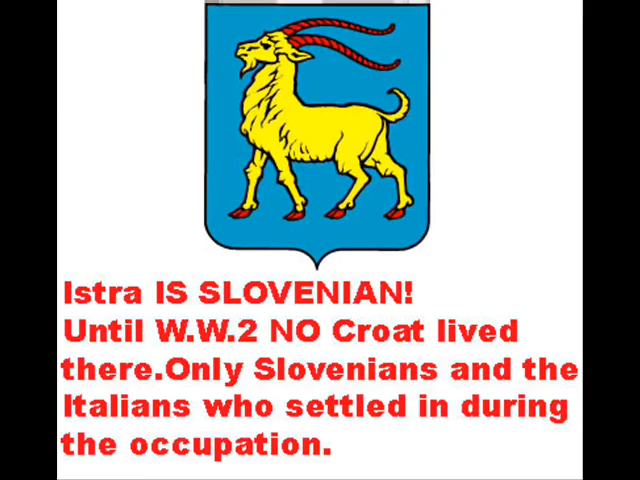 Istra IS SLOVENIAN!
Until W.W.2 NO Croat lived
there.Only Slovenians and the
Italians who settled in during
the occupation.